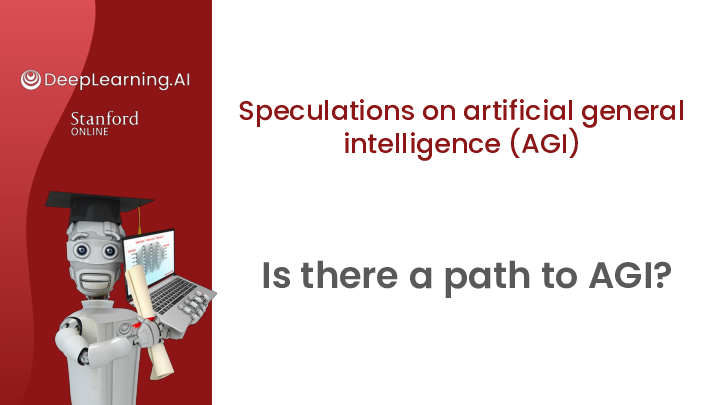 DeepLearning.AI
Stanford
ONLINE
Speculations on artificial general
intelligence (AGI)
Is there a path to AGI?